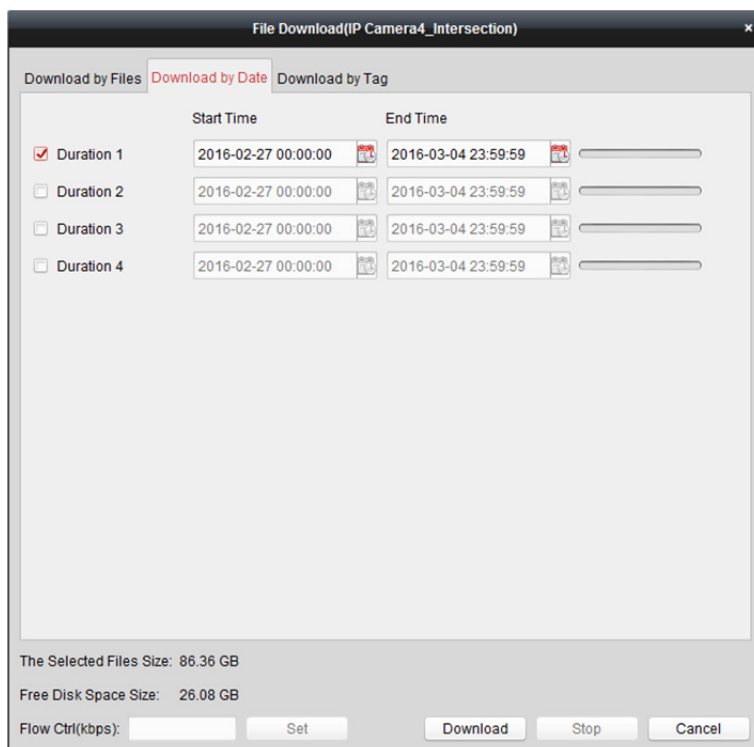 File Download(IP Camera4_Intersection) ×
Download by Files Download by Date Download by Tag
Start Time End Time
Duration 1 2016-02-27 00:00:00 2016-03-04 23:59:59
Duration 2 2016-02-27 00:00:00 2016-03-04 23:59:59
Duration 3 2016-02-27 00:00:00 2016-03-04 23:59:59
Duration 4 2016-02-27 00:00:00 2016-03-04 23:59:59
The Selected Files Size: 86.36 GB
Free Disk Space Size: 26.08 GB
Flow Ctrl(kbps): Set Download Stop Cancel